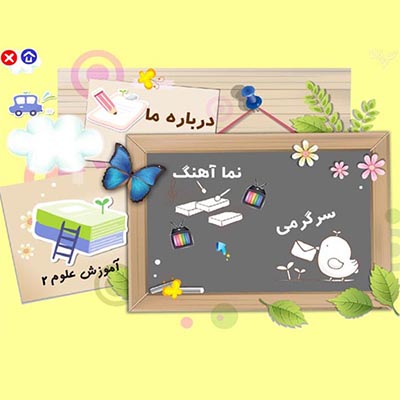 درباره ما
نما آهنگ
سرگرمی
آموزش علوم ۲